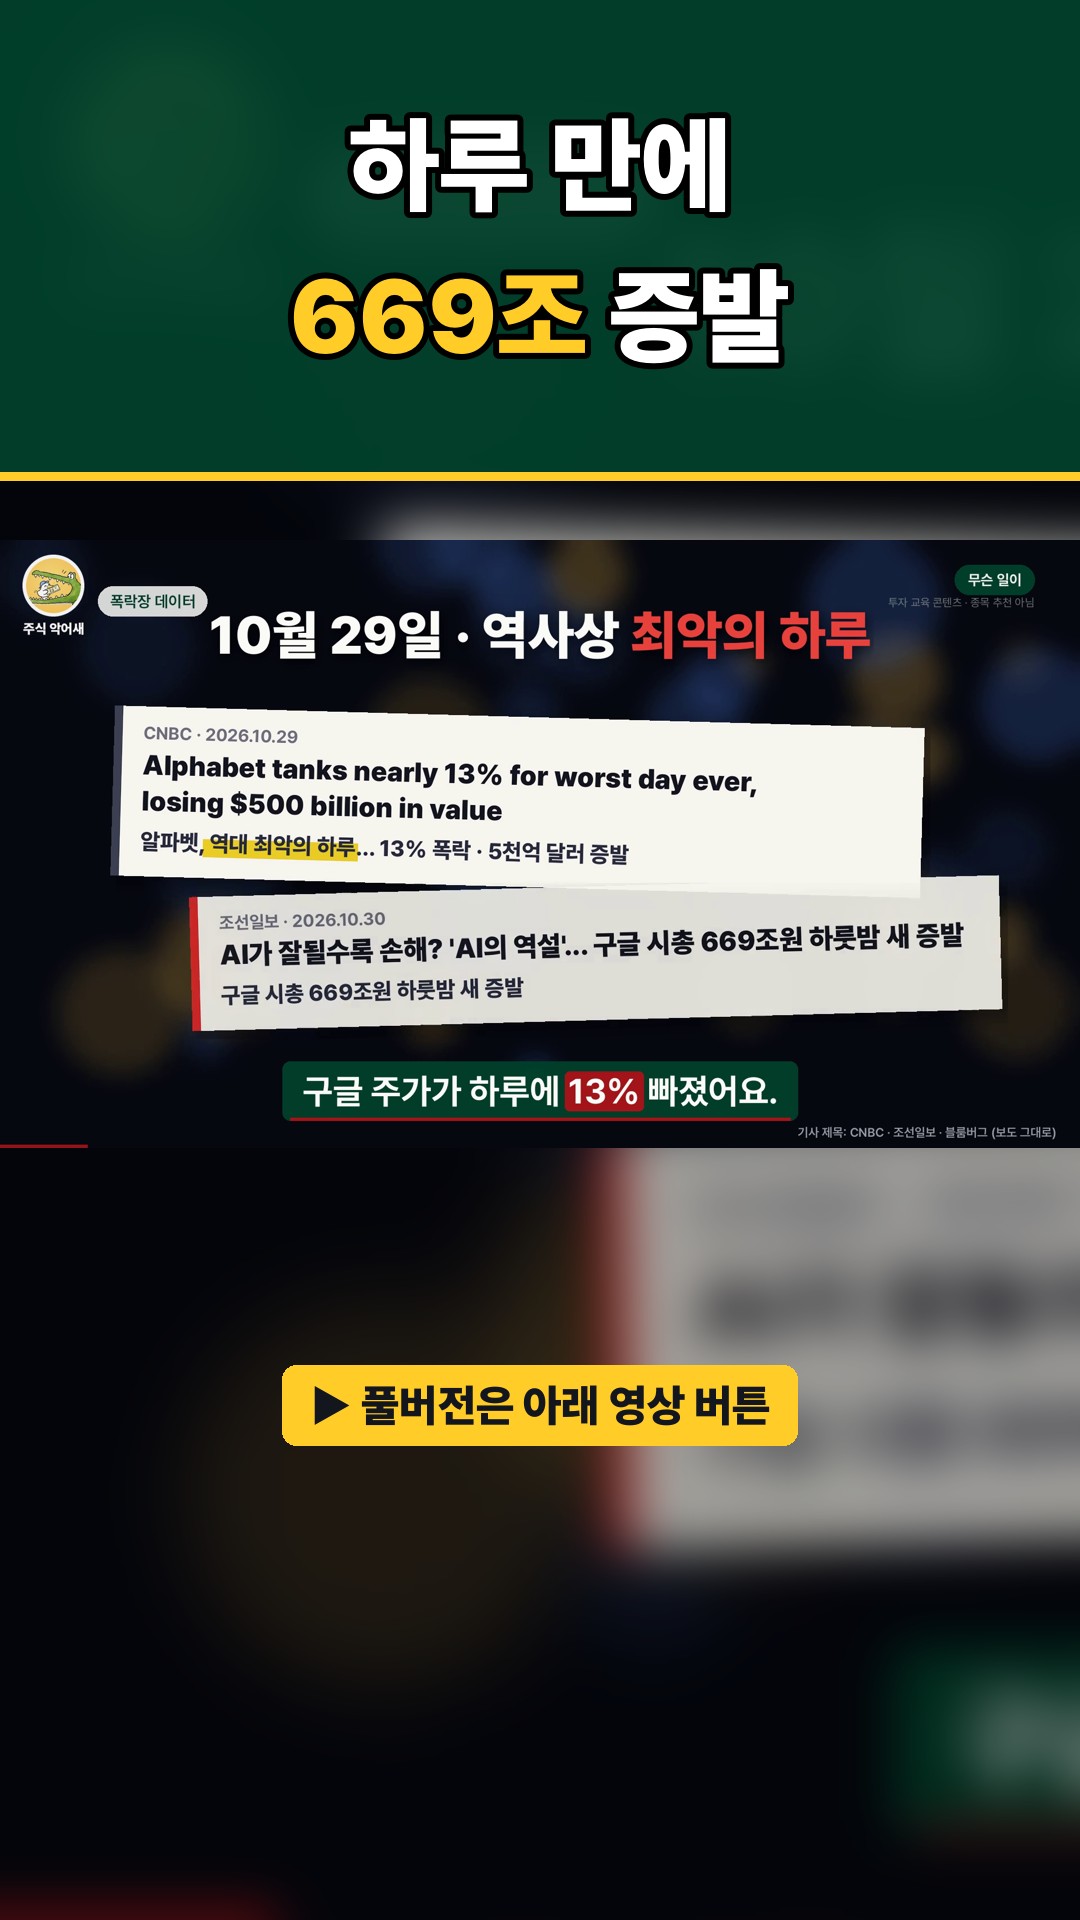 하루 만에
669조 증발
주식 악어새
폭락장 데이터
무슨 일이
투자 교육 콘텐츠 · 종목 추천 아님
10월 29일 · 역사상 최악의 하루
CNBC · 2026.10.29
Alphabet tanks nearly 13% for worst day ever,
losing $500 billion in value
알파벳, 역대 최악의 하루... 13% 폭락 · 5천억 달러 증발
조선일보 · 2026.10.30
AI가 잘될수록 손해? 'AI의 역설'... 구글 시총 669조원 하룻밤 새 증발
구글 시총 669조원 하룻밤 새 증발
구글 주가가 하루에 13% 빠졌어요.
기사 제목: CNBC · 조선일보 · 블룸버그 (보도 그대로)
▶ 풀버전은 아래 영상 버튼